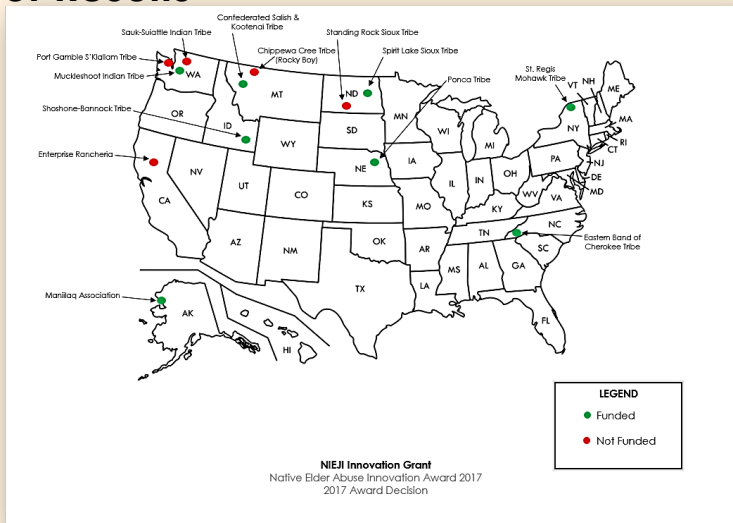 Confederated Salish &
Kootenai Tribe
Sauk-Suiattle Indian Tribe
Standing Rock Sioux Tribe
Port Gamble S'Klallam Tribe
Chippewa Cree Tribe
(Rocky Boy)
Spirit Lake Sioux Tribe
Muckleshoot Indian Tribe
Ponca Tribe
St. Regis
Mohawk Tribe
Shoshone-Bannock Tribe
Enterprise Rancheria
Eastern Band of
Cherokee Tribe
Maniilaq Association
WA
MT
ND
MN
VT
NH
ME
OR
ID
SD
WI
MI
NY
MA
RI
CT
WY
NE
IA
PA
NJ
DE
MD
NV
UT
CO
KS
IL
IN
OH
WV
VA
CA
MO
KY
AZ
NM
OK
AR
TN
NC
SC
TX
LA
MS
AL
GA
FL
AK
HI
LEGEND
Funded
Not Funded
NIEJI Innovation Grant
Native Elder Abuse Innovation Award 2017
2017 Award Decision